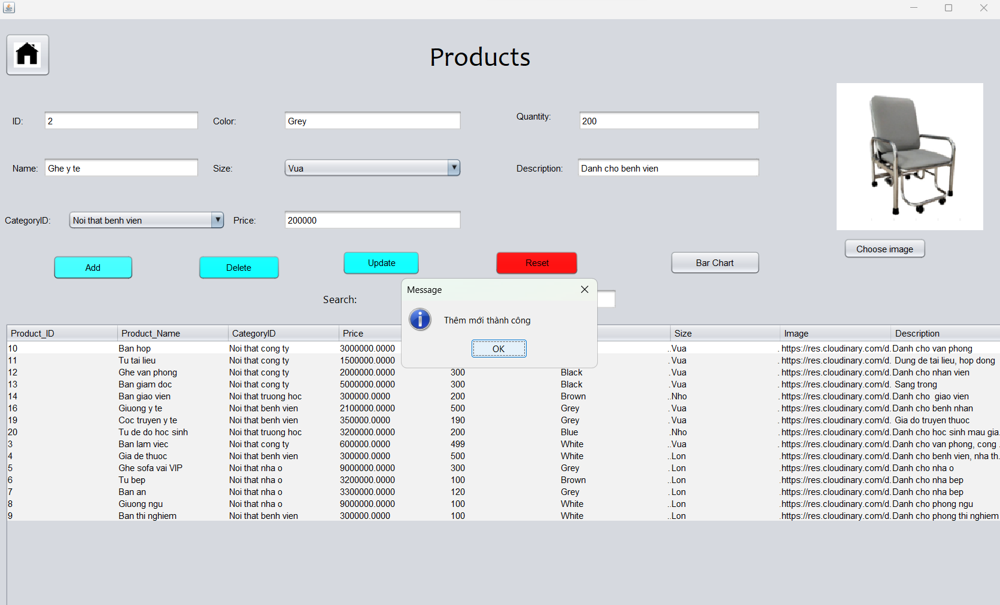 Products
ID: 2 Color: Grey Quantity: 200
Name: Ghe y te Size: Vua Description: Danh cho benh vien
CategoryID: Noi that benh vien Price: 200000
Choose image
Add Delete Update Reset Bar Chart
Search:
Message
Thêm mới thành công
OK
Product_ID Product_Name CategoryID Price Size Image Description
10 Ban hop Noi that cong ty 3000000.0000 ..Vua . https://res.cloudinary.com/d. Danh cho van phong
11 Tu tai lieu Noi that cong ty 1500000.0000 .Vua . https://res.cloudinary.com/d. Dung de tai lieu, hop dong
12 Ghe van phong Noi that cong ty 2000000.0000 300 Black .Vua . https://res.cloudinary.com/d. Danh cho nhan vien
13 Ban giam doc Noi that cong ty 5000000.0000 300 Black .Vua . https://res.cloudinary.com/d. Sang trong
14 Ban giao vien Noi that truong hoc 300000.0000 200 Brown ..Nho . https://res.cloudinary.com/d. Danh cho giao vien
16 Giuong y te Noi that benh vien 2100000.0000 500 Grey .Vua . https://res.cloudinary.com/d. Danh cho benh nhan
19 Coc truyen y te Noi that benh vien 350000.0000 190 Grey .Vua . https://res.cloudinary.com/d. Gia do truyen thuoc
20 Tu de do hoc sinh Noi that truong hoc 3200000.0000 200 Blue .Nho . https://res.cloudinary.com/d. Danh cho hoc sinh mau gia.
3 Ban lam viec Noi that cong ty 600000.0000 499 White ..Vua . https://res.cloudinary.com/d. Danh cho van phong, cong .
4 Gia de thuoc Noi that benh vien 300000.0000 500 White ..Lon .https://res.cloudinary.com/d. Danh cho benh vien, nha th.
5 Ghe sofa vai VIP Noi that nha o 9000000.0000 300 Grey .Lon .https://res.cloudinary.com/d. Danh cho nha o
6 Tu bep Noi that nha o 3200000.0000 100 Brown ..Lon .https://res.cloudinary.com/d. Danh cho nha bep
7 Ban an Noi that nha o 3300000.0000 120 Grey .Lon .https://res.cloudinary.com/d. Danh cho nha bep
8 Giuong ngu Noi that nha o 9000000.0000 100 White ..Lon .https://res.cloudinary.com/d. Danh cho phong ngu
9 Ban thi nghiem Noi that benh vien 300000.0000 100 White ..Lon .https://res.cloudinary.com/d. Danh cho phong thi nghiem